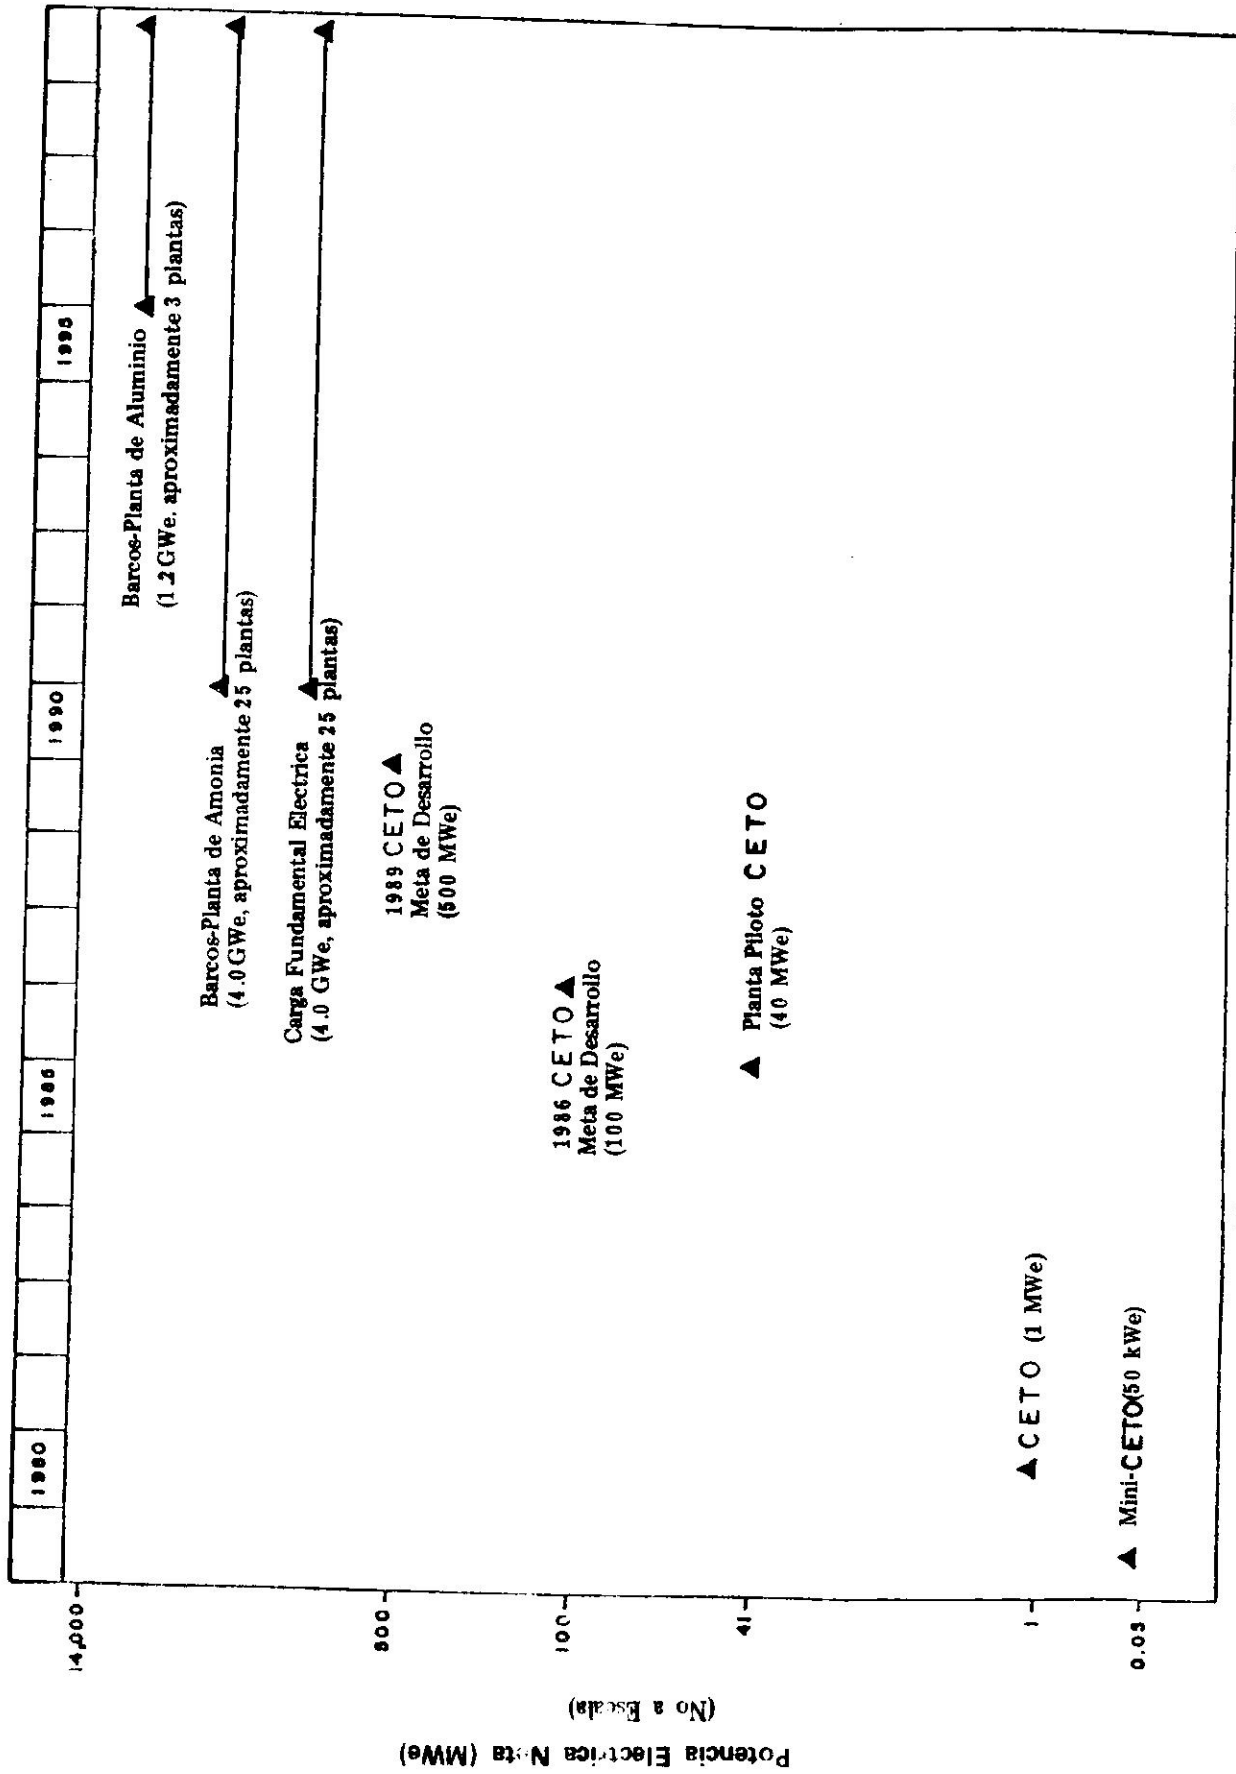 1980
1985
1990
1995
Barcos-Planta de Aluminio
(1.2 GWe, aproximadamente 3 plantas)
Barcos-Planta de Amonia
(4.0 GWe, aproximadamente 25 plantas)
Carga Fundamental Electrica
(4.0 GWe, aproximadamente 25 plantas)
1989 CETO
Meta de Desarrollo
(500 MWe)
1986 CETO
Meta de Desarrollo
(100 MWe)
Planta Piloto CETO
(40 MWe)
CETO (1 MWe)
Mini-CETO(50 kWe)
14,000
500
100
41
1
0.05
Potencia Electrica Neta (MWe)
(No a Escala)